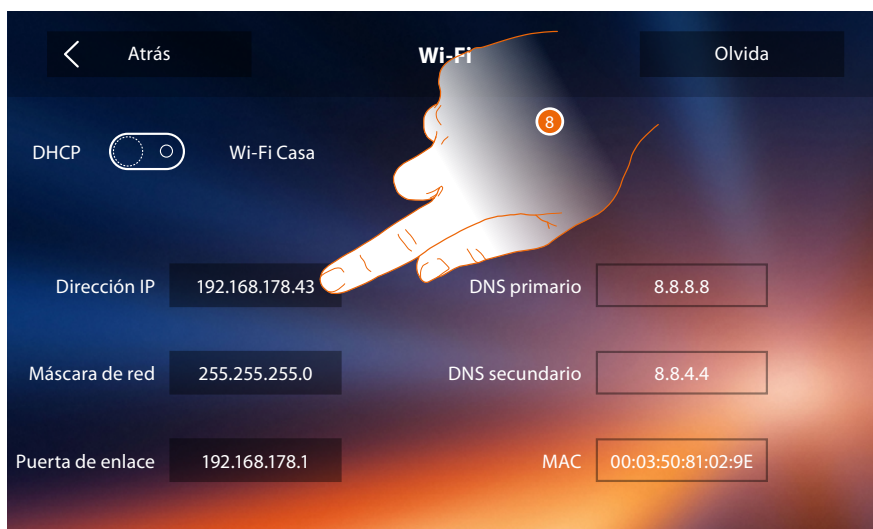 Atrás
Wi-Fi
Olvida
8
DHCP
Wi-Fi Casa
Dirección IP
192.168.178.43
DNS primario
8.8.8.8
Máscara de red
255.255.255.0
DNS secundario
8.8.4.4
Puerta de enlace
192.168.178.1
MAC
00:03:50:81:02:9E